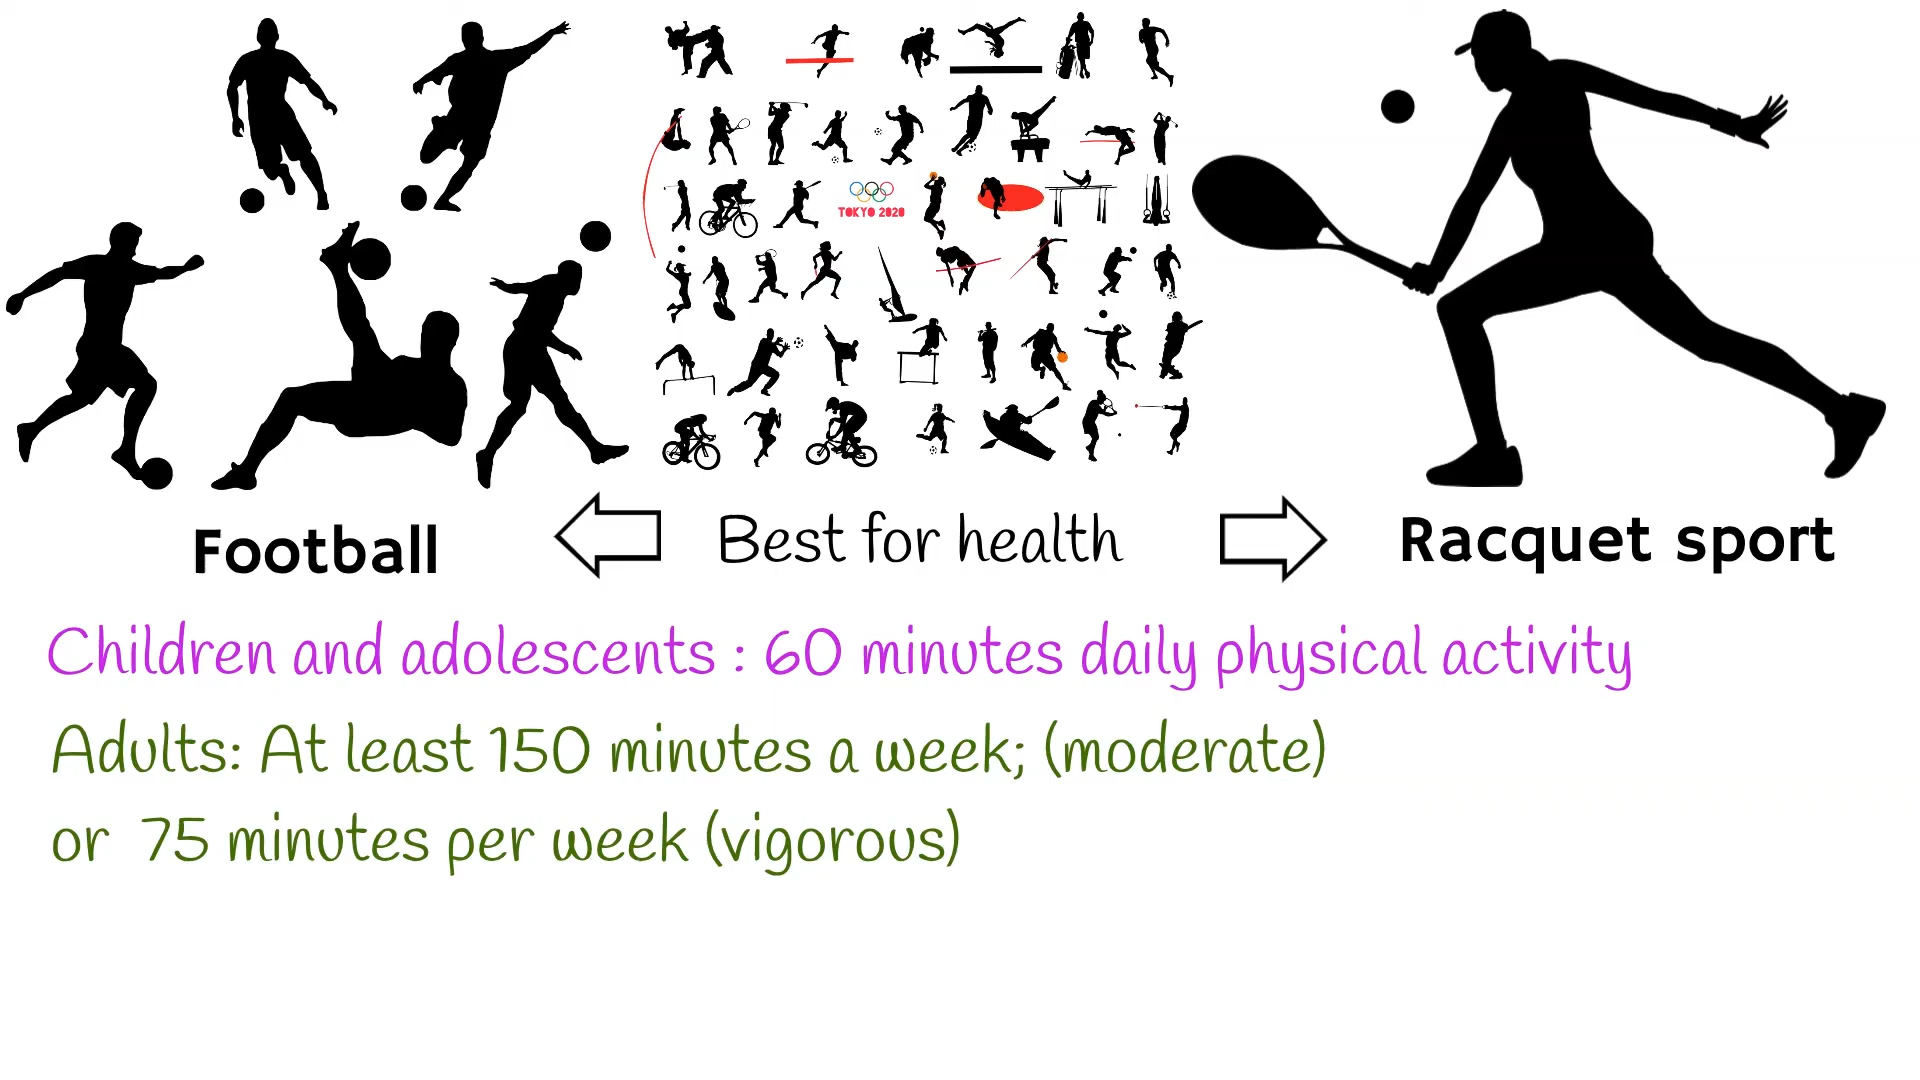 TOKYO 2020
Football
Best for health
Racquet sport
Children and adolescents : 60 minutes daily physical activity
Adults: At least 150 minutes a week; (moderate)
or 75 minutes per week (vigorous)